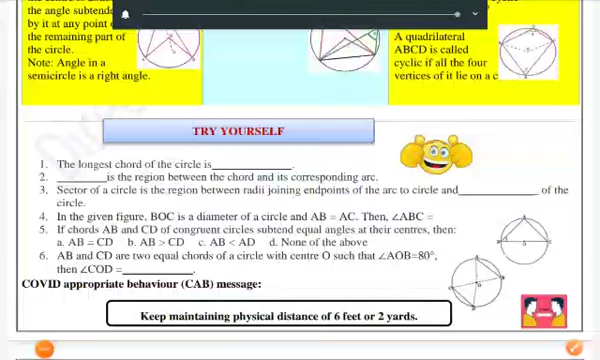 the angle subtend
by it at any point
the remaining part of
the circle.
Note: Angle in a
semicircle is a right angle.
A quadrilateral
ABCD is called
cyclic if all the four
vertices of it lie on a c
TRY YOURSELF
1. The longest chord of the circle is____________.
2. ________is the region between the chord and its corresponding arc.
3. Sector of a circle is the region between radii joining endpoints of the arc to circle and____________ of the
circle.
4. In the given figure, BOC is a diameter of a circle and AB = AC. Then, ∠ABC =
5. If chords AB and CD of congruent circles subtend equal angles at their centres, then:
a. AB = CD b. AB > CD c. AB < AD d. None of the above
6. AB and CD are two equal chords of a circle with centre O such that ∠AOB=80°,
then ∠COD =___________.
COVID appropriate behaviour (CAB) message:
Keep maintaining physical distance of 6 feet or 2 yards.